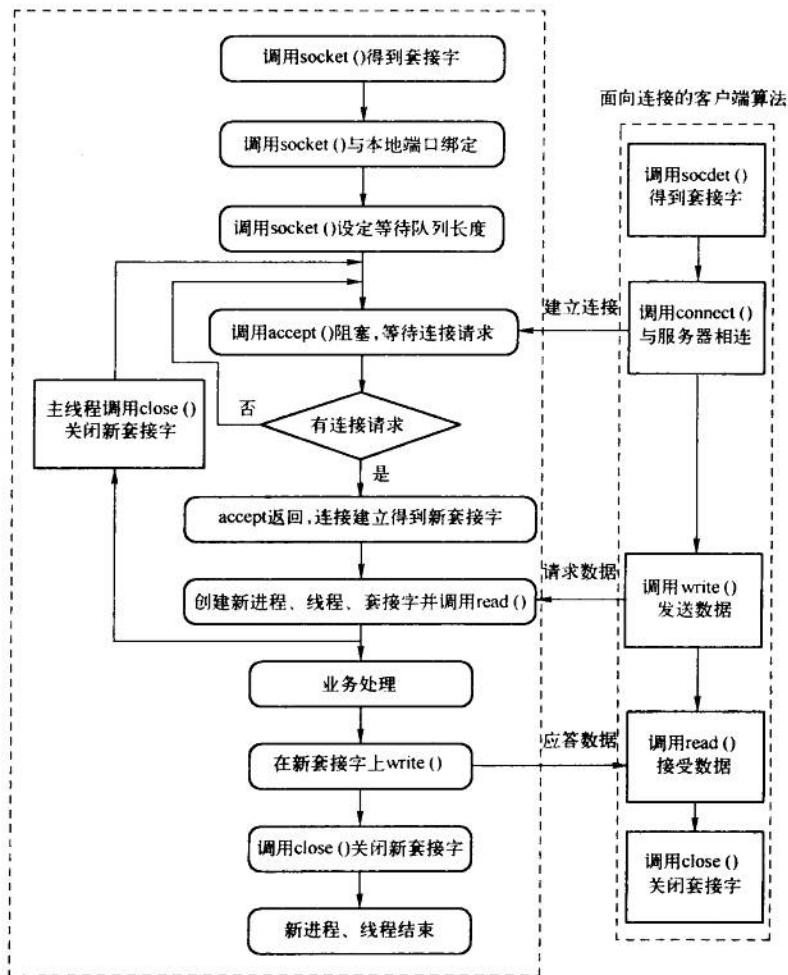 调用socket()得到套接字
调用socket()与本地端口绑定
调用socket()设定等待队列长度
调用accept()阻塞,等待连接请求
主线程调用close()
关闭新套接字
否
有连接请求
是
accept返回,连接建立得到新套接字
创建新进程、线程、套接字并调用read()
业务处理
在新套接字上write()
调用close()关闭新套接字
新进程、线程结束
建立连接
请求数据
应答数据
面向连接的客户端算法
调用socdet()
得到套接字
调用connect()
与服务器相连
调用write()
发送数据
调用read()
接受数据
调用close()
关闭套接字